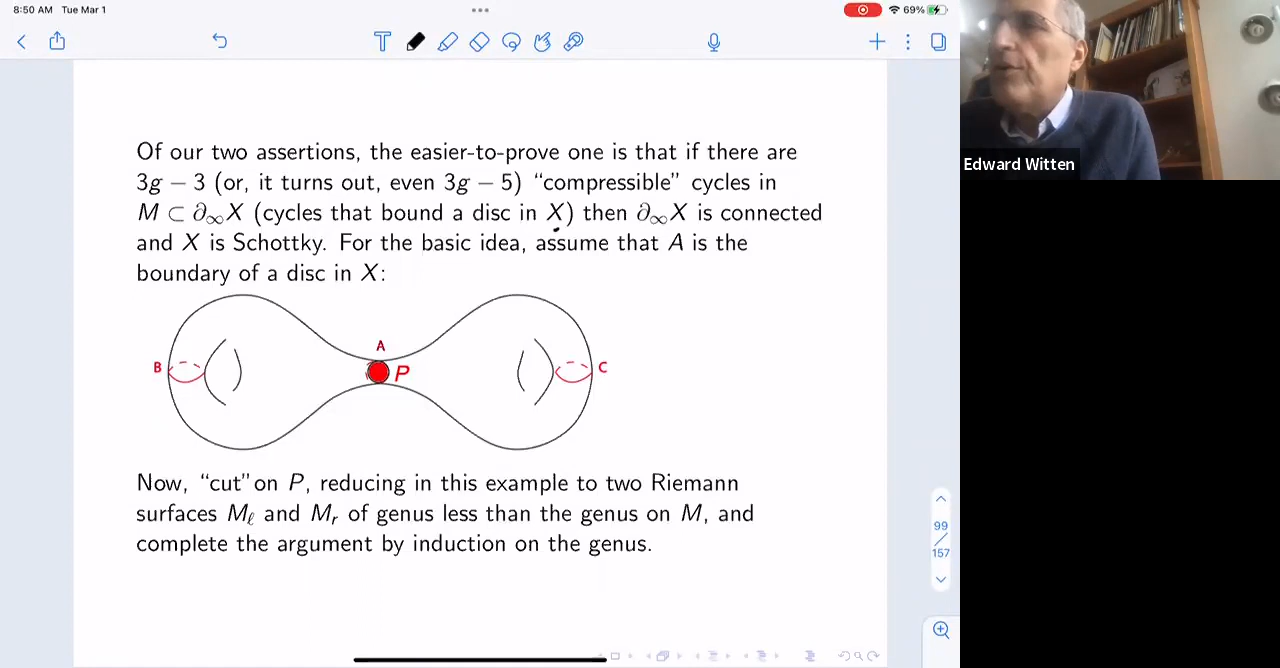 8:50 AM Tue Mar 1
69%
Of our two assertions, the easier-to-prove one is that if there are
3g − 3 (or, it turns out, even 3g − 5) “compressible” cycles in
M ⊂ ∂∞X (cycles that bound a disc in X) then ∂∞X is connected
and X is Schottky. For the basic idea, assume that A is the
boundary of a disc in X:
A
B
P
C
Now, “cut”on P, reducing in this example to two Riemann
surfaces Mℓ and Mr of genus less than the genus on M, and
complete the argument by induction on the genus.
99
/
157
Edward Witten